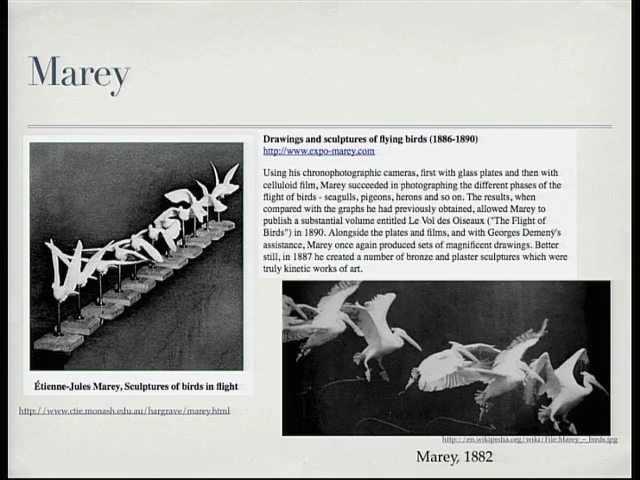 Marey
Drawings and sculptures of flying birds (1886-1890)
http://www.expo-marey.com
Using his chronophotographic cameras, first with glass plates and then with
celluloid film, Marey succeeded in photographing the different phases of the
flight of birds - seagulls, pigeons, herons and so on. The results, when
compared with the graphs he had previously obtained, allowed Marey to
publish a substantial volume entitled Le Vol des Oiseaux ("The Flight of
Birds") in 1890. Alongside the plates and films, and with Georges Demenÿ's
assistance, Marey once again produced sets of magnificent drawings. Better
still, in 1887 he created a number of bronze and plaster sculptures which were
truly kinetic works of art.
Étienne-Jules Marey, Sculptures of birds in flight
http://www.ctie.monash.edu.au/hargrave/marey.html
http://en.wikipedia.org/wiki/File:Marey_-_birds.jpg
Marey, 1882